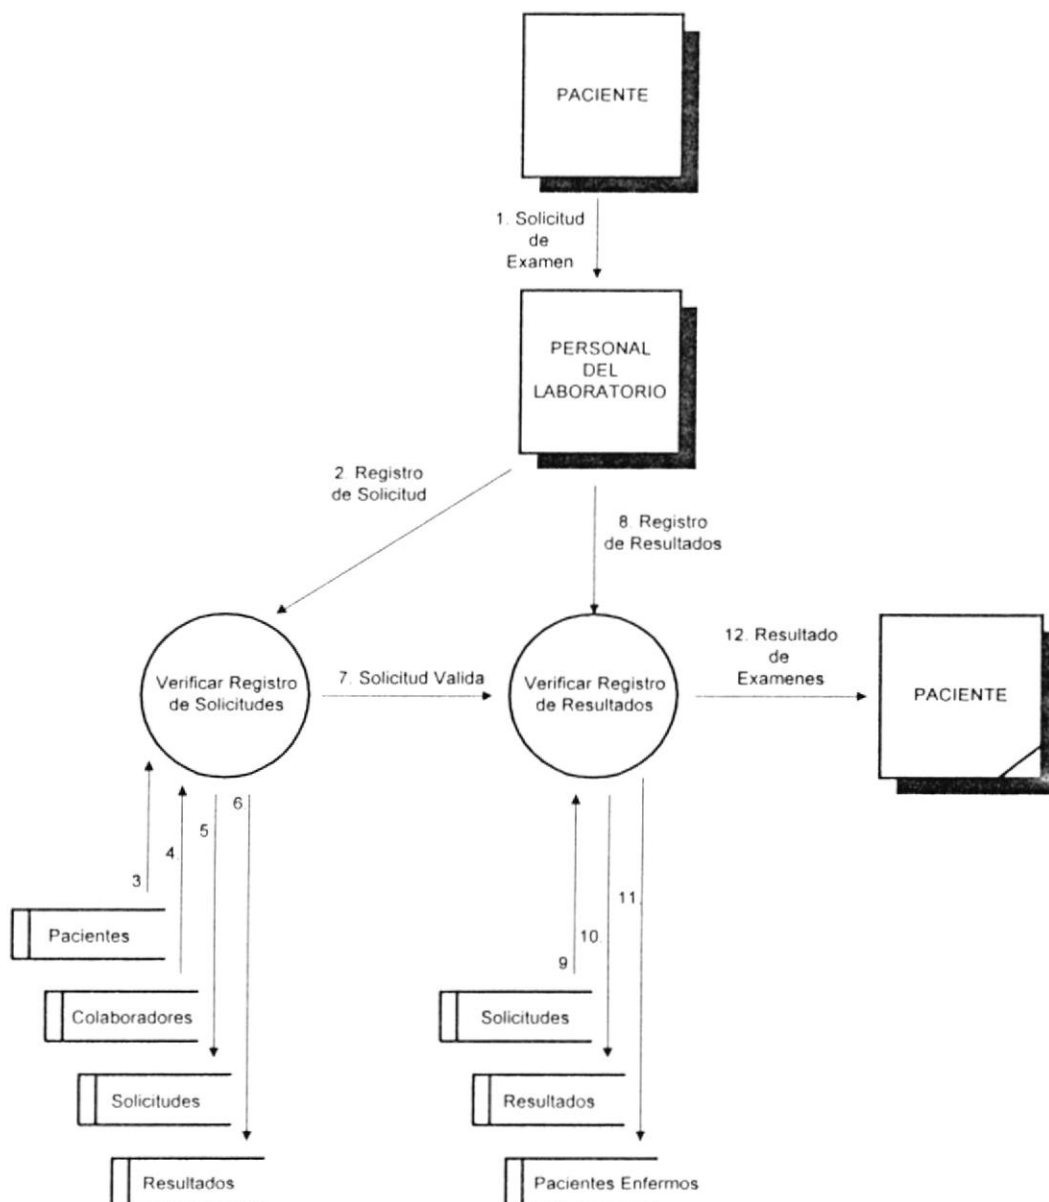 PACIENTE
1. Solicitud
de
Examen
PERSONAL
DEL
LABORATORIO
2. Registro
de Solicitud
8. Registro
de Resultados
Verificar Registro
de Solicitudes
7. Solicitud Valida
Verificar Registro
de Resultados
12. Resultado
de
Examenes
PACIENTE
3
4.
5
6
Pacientes
Colaboradores
Solicitudes
Resultados
9
10.
11.
Solicitudes
Resultados
Pacientes Enfermos